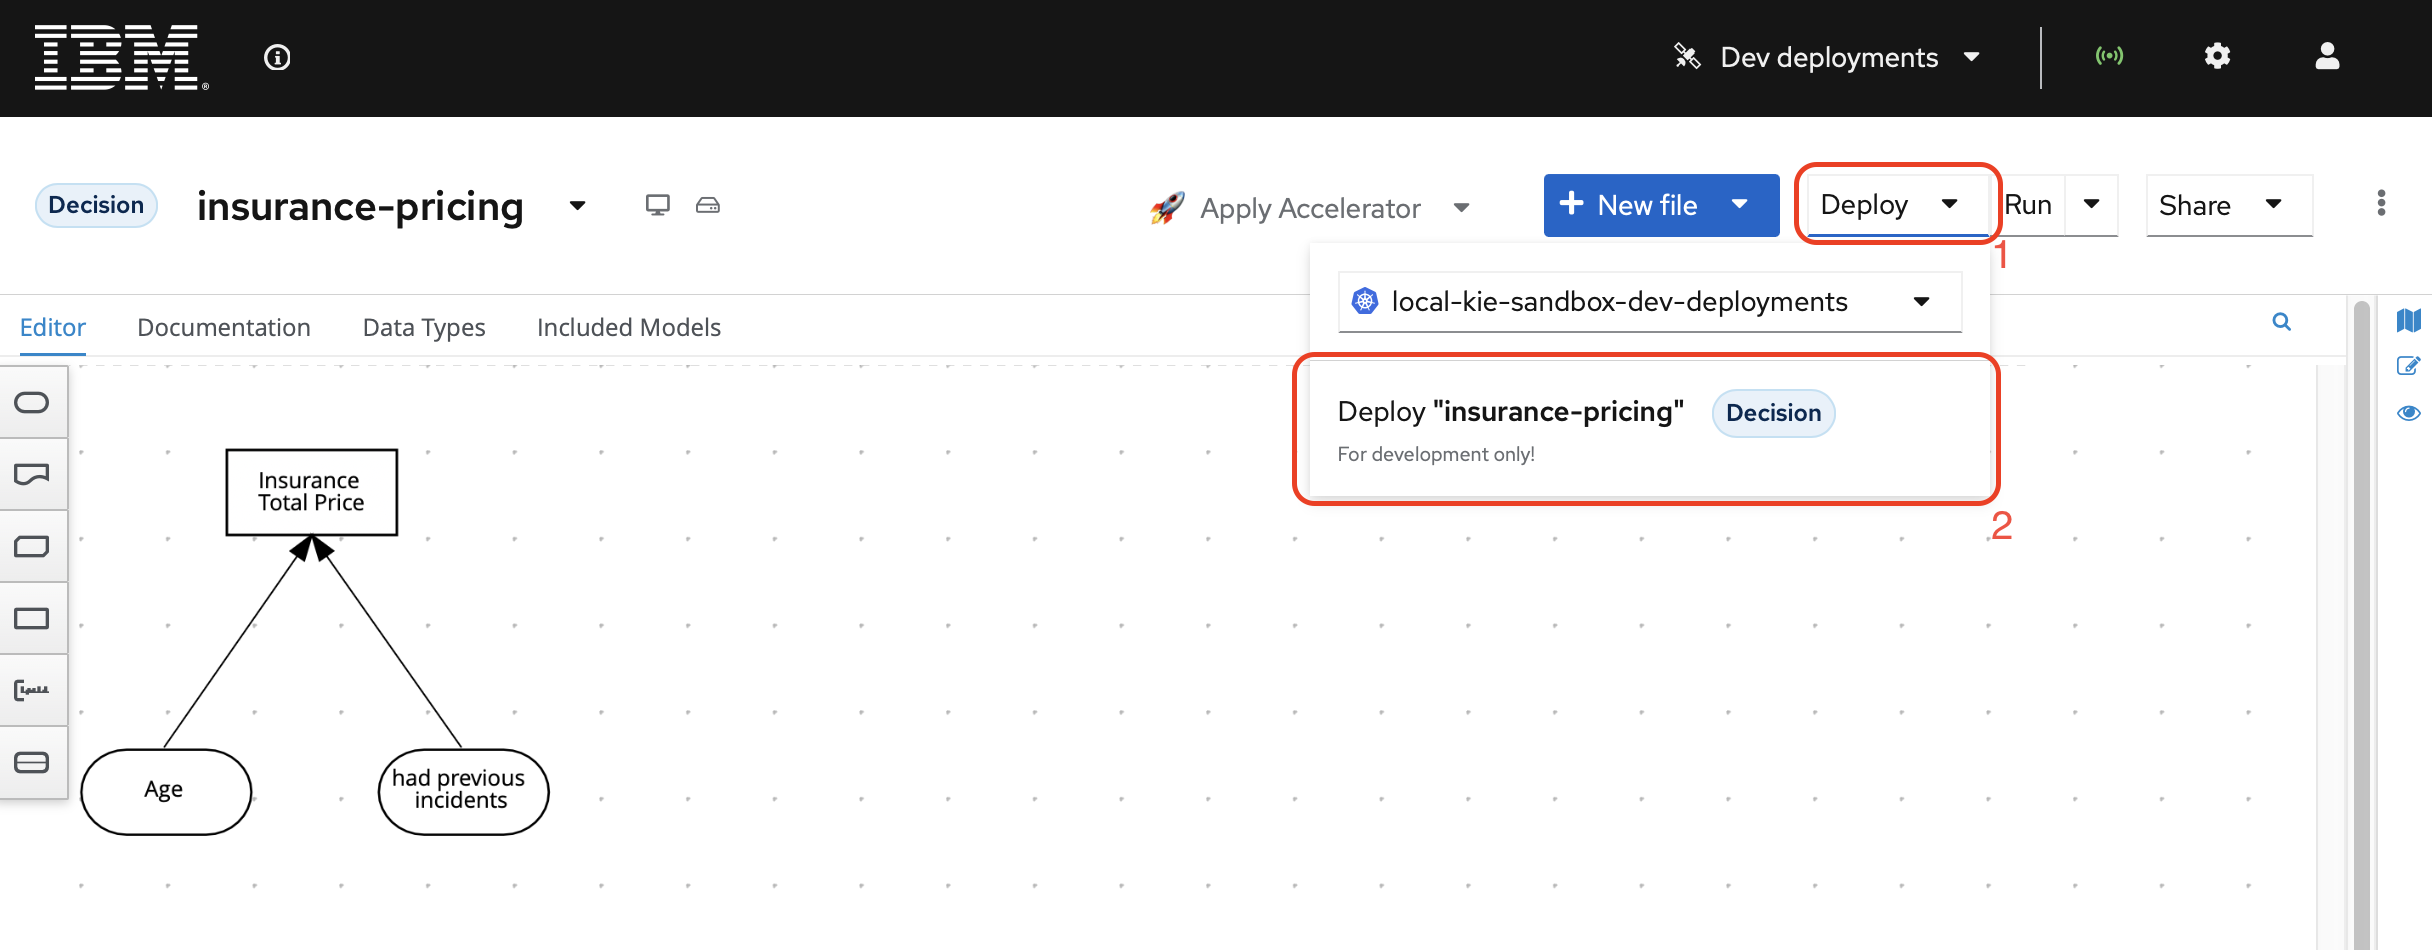 IBM
Dev deployments
Decision
insurance-pricing
Apply Accelerator
New file
Deploy
Run
Share
1
local-kie-sandbox-dev-deployments
Editor
Documentation
Data Types
Included Models
Deploy "insurance-pricing"
Decision
For development only!
2
Insurance
Total Price
Age
had previous
incidents